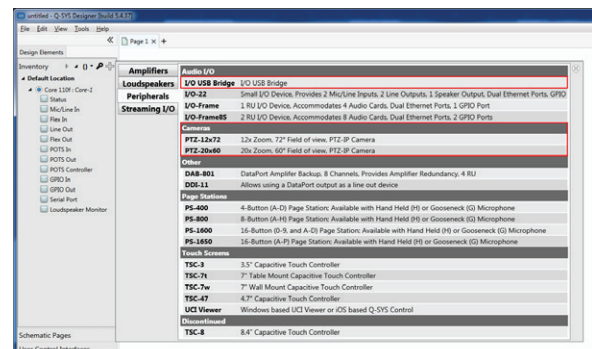 untitled - Q-SYS Designer [build 5.4.17]
File Edit View Tools Help
Page 1 × +
Design Elements
Inventory
Default Location
Core 110f: Core-1
Status
Mic/Line In
Flex In
Line Out
Flex Out
POTS In
POTS Out
POTS Controller
GPIO In
GPIO Out
Serial Port
Loudspeaker Monitor
Schematic Pages
Amplifiers
Loudspeakers
Peripherals
Streaming I/O
Audio I/O
I/O USB Bridge I/O USB Bridge
I/O-22 Small I/O Device, Provides 2 Mic/Line Inputs, 2 Line Outputs, 1 Speaker Output, Dual Ethernet Ports, GPIO
I/O-Frame 1 RU I/O Device, Accommodates 4 Audio Cards, Dual Ethernet Ports, 1 GPIO Port
I/O-Frame8S 2 RU I/O Device, Accommodates 8 Audio Cards, Dual Ethernet Ports, 2 GPIO Ports
Cameras
PTZ-12x72 12x Zoom, 72° Field of view, PTZ-IP Camera
PTZ-20x60 20x Zoom, 60° Field of view, PTZ-IP Camera
Other
DAB-801 DataPort Amplifer Backup, 8 Channels, Provides Amplifier Redundancy, 4 RU
DDI-11 Allows using a DataPort output as a line out device
Page Stations
PS-400 4-Button (A-D) Page Station: Available with Hand Held (H) or Gooseneck (G) Microphone
PS-800 8-Button (A-H) Page Station: Available with Hand Held (H) or Gooseneck (G) Microphone
PS-1600 16-Button (0-9, and A-D) Page Station: Available with Hand Held (H) or Gooseneck (G) Microphone
PS-1650 16-Button (A-P) Page Station: Available with Hand Held (H) or Gooseneck (G) Microphone
Touch Screens
TSC-3 3.5" Capacitive Touch Controller
TSC-7t 7" Table Mount Capacitive Touch Controller
TSC-7w 7" Wall Mount Capacitive Touch Controller
TSC-47 4.7" Capacitive Touch Controller
UCI Viewer Windows based UCI Viewer or iOS based Q-SYS Control
Discontinued
TSC-8 8.4" Capacitive Touch Controller